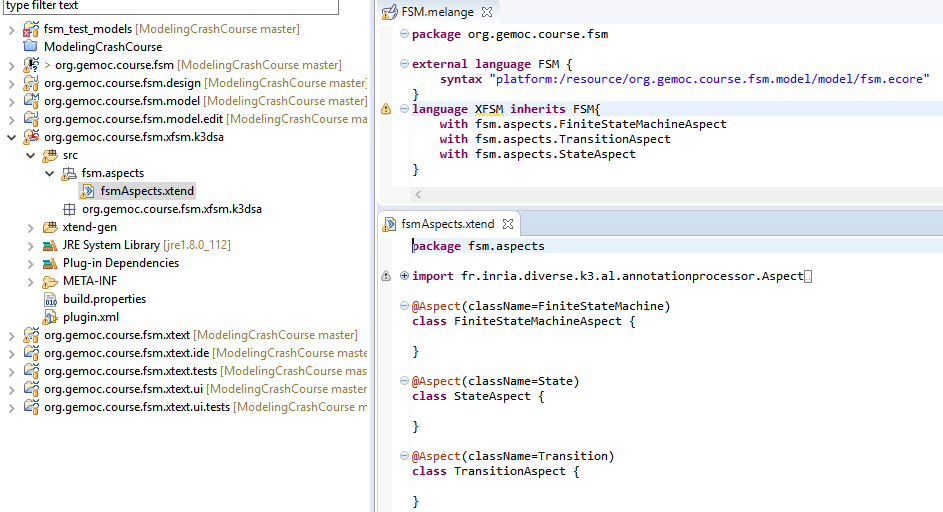 type filter text
fsm_test_models [ModelingCrashCourse master]
ModelingCrashCourse
> org.gemoc.course.fsm [ModelingCrashCourse master]
org.gemoc.course.fsm.design [ModelingCrashCourse master]
org.gemoc.course.fsm.model [ModelingCrashCourse master]
org.gemoc.course.fsm.model.edit [ModelingCrashCourse master]
org.gemoc.course.fsm.xfsm.k3dsa
src
fsm.aspects
fsmAspects.xtend
org.gemoc.course.fsm.xfsm.k3dsa
xtend-gen
JRE System Library [jre1.8.0_112]
Plug-in Dependencies
META-INF
build.properties
plugin.xml
org.gemoc.course.fsm.xtext [ModelingCrashCourse master]
org.gemoc.course.fsm.xtext.ide [ModelingCrashCourse maste
org.gemoc.course.fsm.xtext.tests [ModelingCrashCourse mas
org.gemoc.course.fsm.xtext.ui [ModelingCrashCourse master
org.gemoc.course.fsm.xtext.ui.tests [ModelingCrashCourse m
FSM.melange
package org.gemoc.course.fsm
external language FSM {
syntax "platform:/resource/org.gemoc.course.fsm.model/model/fsm.ecore"
}
language XFSM inherits FSM{
with fsm.aspects.FiniteStateMachineAspect
with fsm.aspects.TransitionAspect
with fsm.aspects.StateAspect
}
fsmAspects.xtend
package fsm.aspects
import fr.inria.diverse.k3.al.annotationprocessor.Aspect
@Aspect(className=FiniteStateMachine)
class FiniteStateMachineAspect {
}
@Aspect(className=State)
class StateAspect {
}
@Aspect(className=Transition)
class TransitionAspect {
}